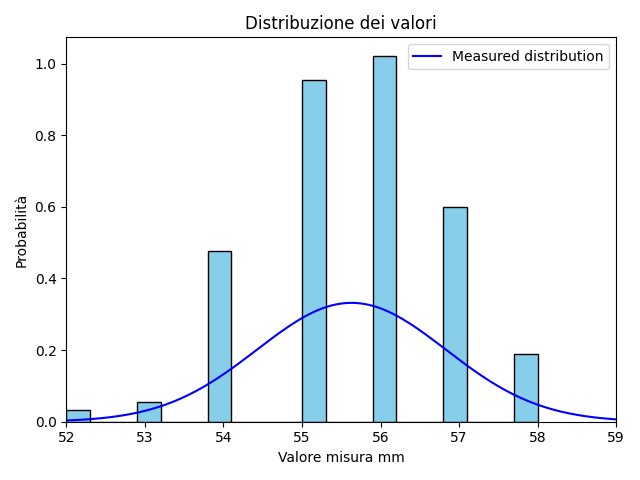 Distribuzione dei valori
Measured distribution
Probabilità
1.0
0.8
0.6
0.4
0.2
0.0
52 53 54 55 56 57 58 59
Valore misura mm